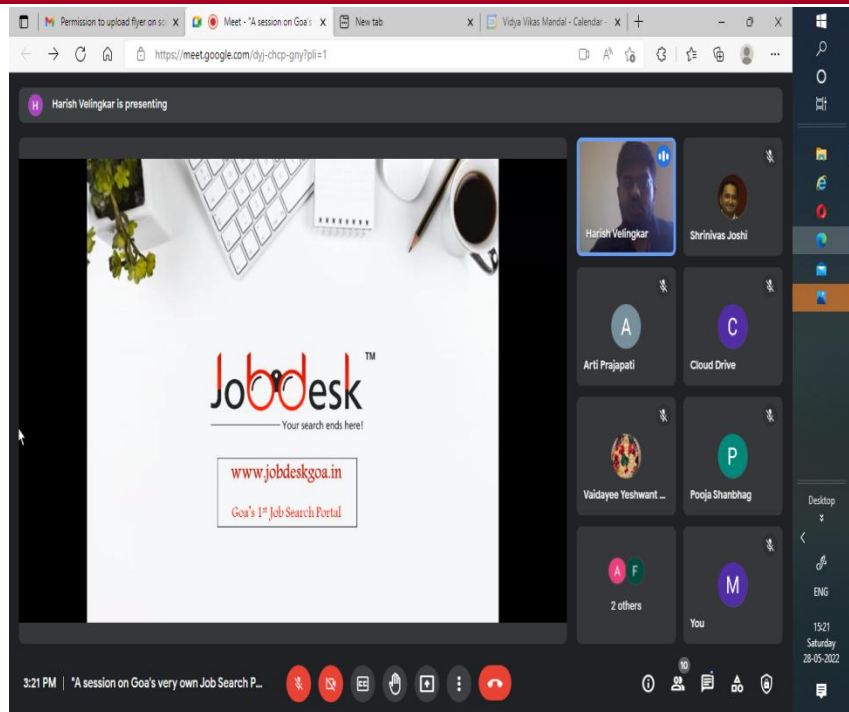 Permission to upload flyer on so
Meet - "A session on Goa's
New tab
Vidya Vikas Mandal - Calendar -
https://meet.google.com/dyj-chcp-gny?pli=1
H
Harish Velingkar is presenting
Jobdesk™
Your search ends here!
www.jobdeskgoa.in
Goa's 1st Job Search Portal
Harish Velingkar
Shrinivas Joshi
A
Arti Prajapati
C
Cloud Drive
Vaidayee Yeshwant ...
P
Pooja Shanbhag
A F
2 others
M
You
3:21 PM | "A session on Goa's very own Job Search P...
CC
10
Desktop
ENG
15:21
Saturday
28-05-2022